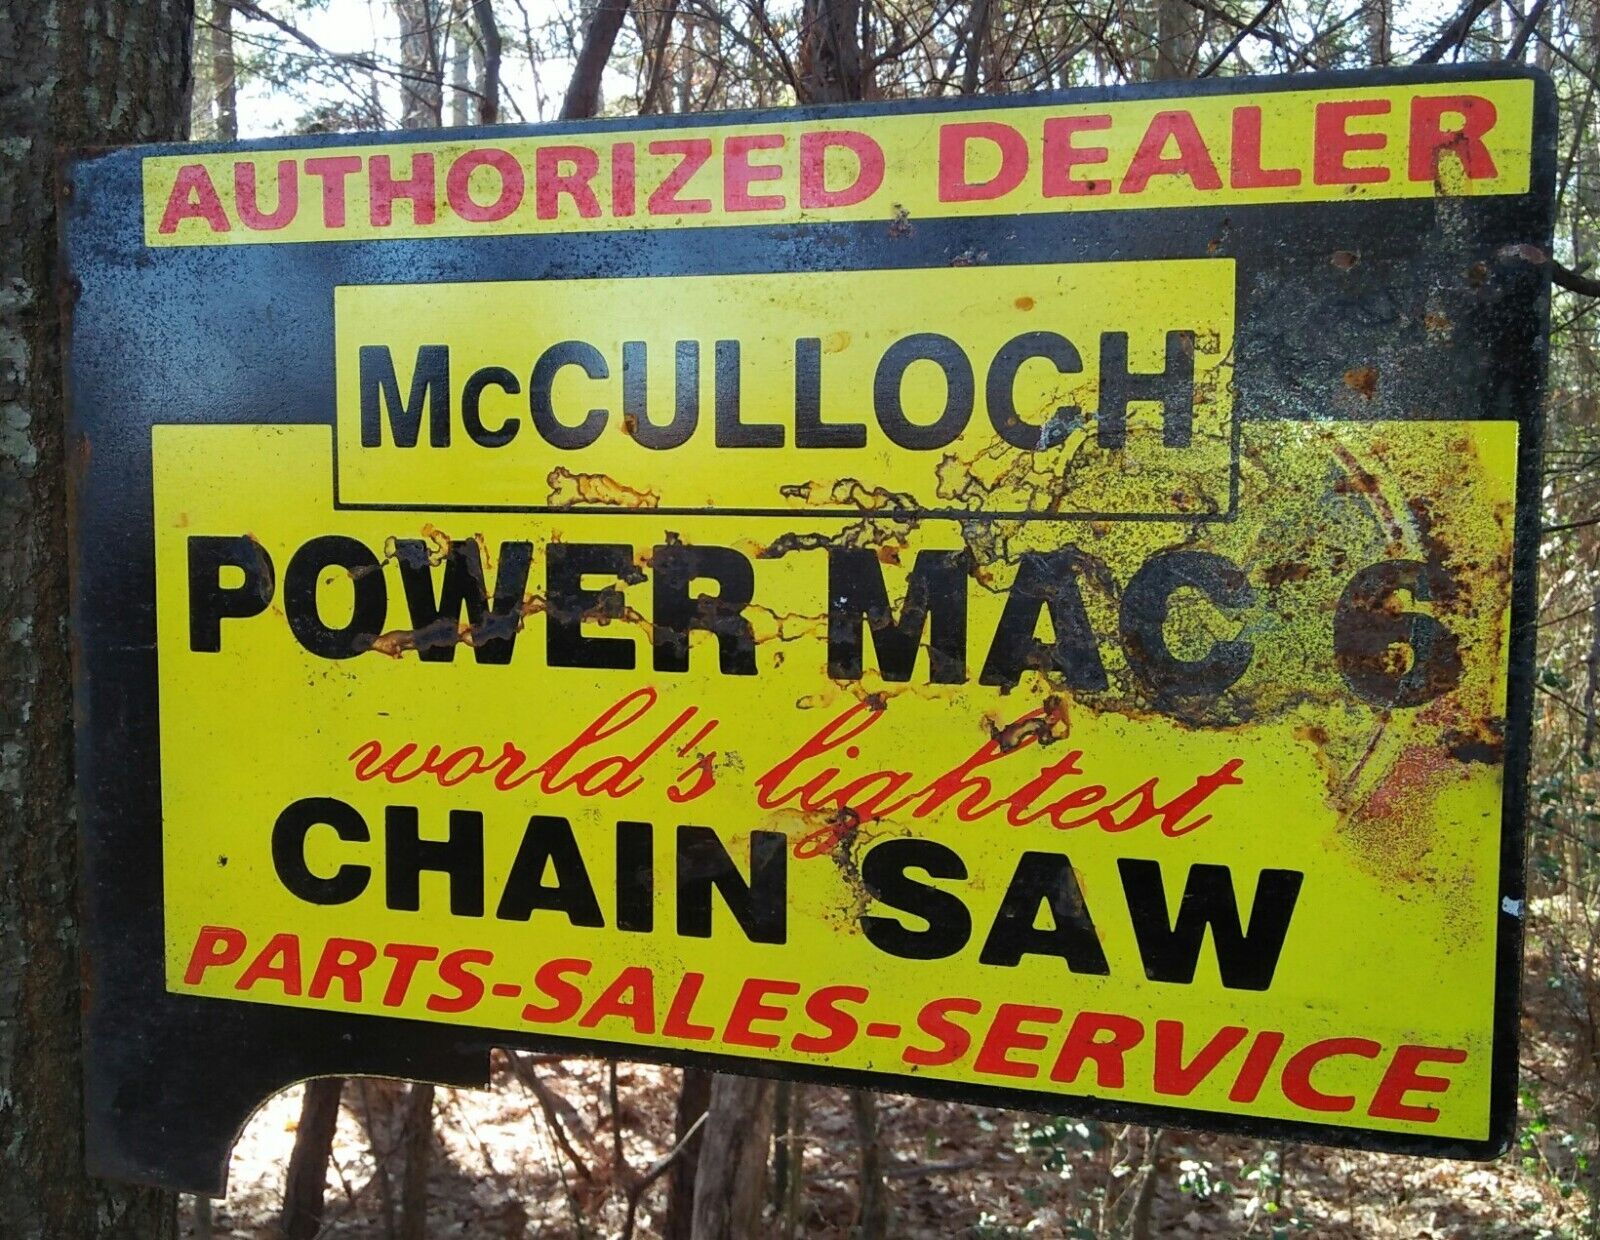 AUTHORIZED DEALER
McCULLOCH
POWER MAC 6
world's lightest
CHAIN SAW
PARTS-SALES-SERVICE